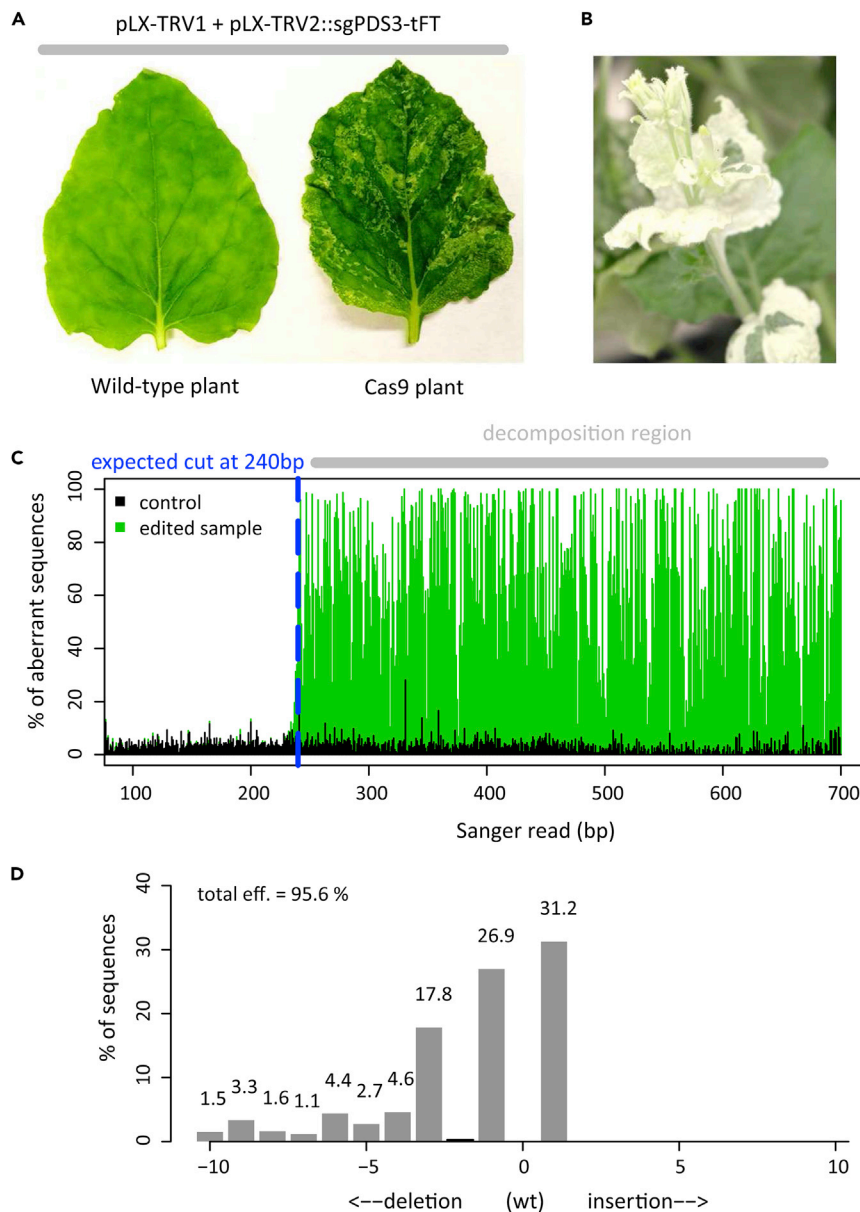 A
pLX-TRV1 + pLX-TRV2::sgPDS3-tFT
Wild-type plant
Cas9 plant
B
C
decomposition region
expected cut at 240bp
control
edited sample
% of aberrant sequences
0
20
40
60
80
100
100
200
300
400
500
600
700
Sanger read (bp)
D
total eff. = 95.6 %
% of sequences
0
10
20
30
40
1.5
3.3
1.6
1.1
4.4
2.7
4.6
17.8
26.9
31.2
−10
−5
0
5
10
<−−deletion (wt) insertion−−>